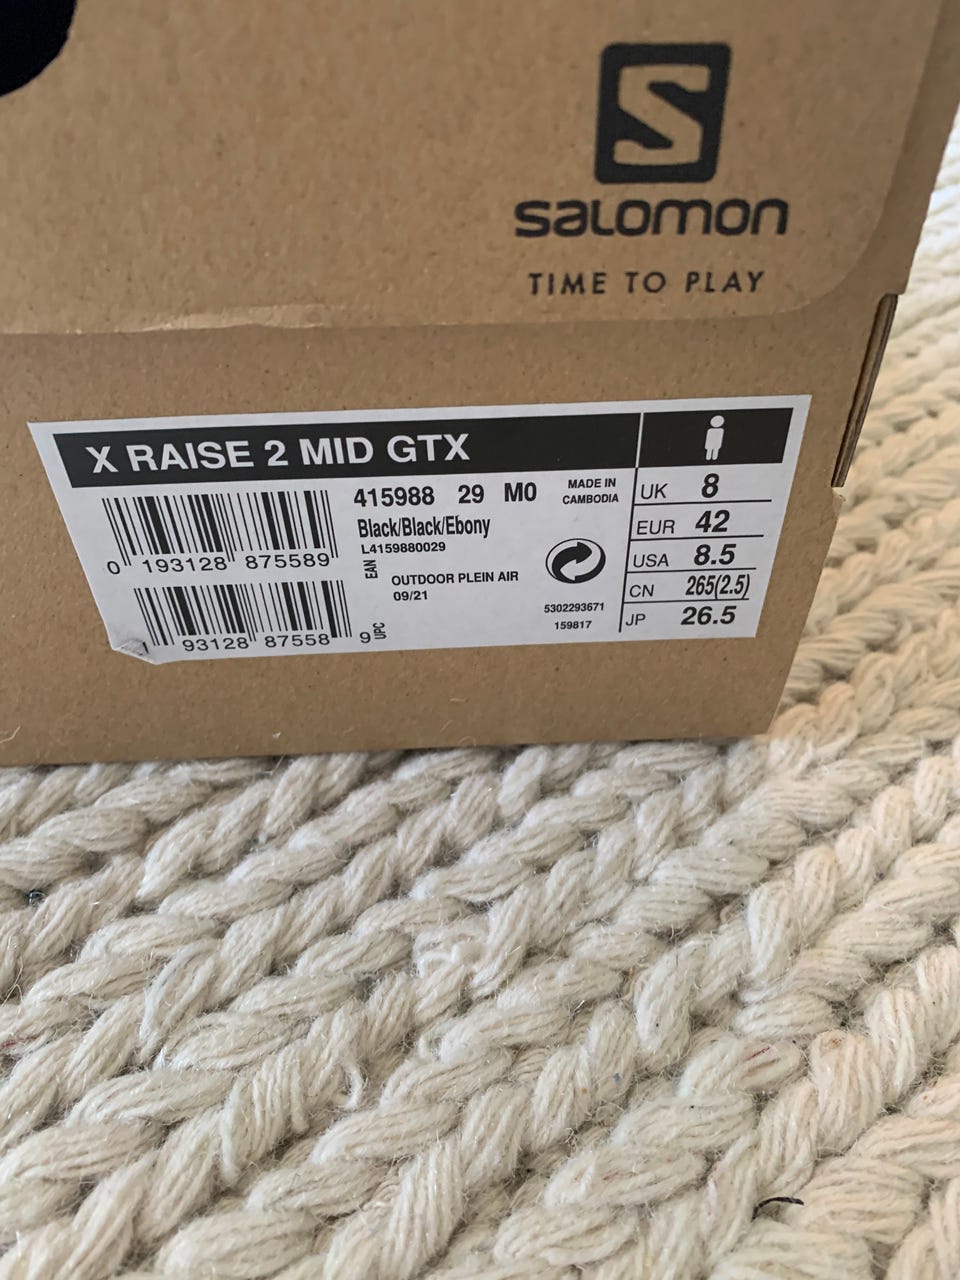 S
salomon
TIME TO PLAY
X RAISE 2 MID GTX
415988 29 M0
MADE IN
CAMBODIA
Black/Black/Ebony
L4159880029
0 193128 875589
EAN
OUTDOOR PLEIN AIR
09/21
5302293671
159817
1 93128 87558 9
UPC
UK 8
EUR 42
USA 8.5
CN 265(2.5)
JP 26.5